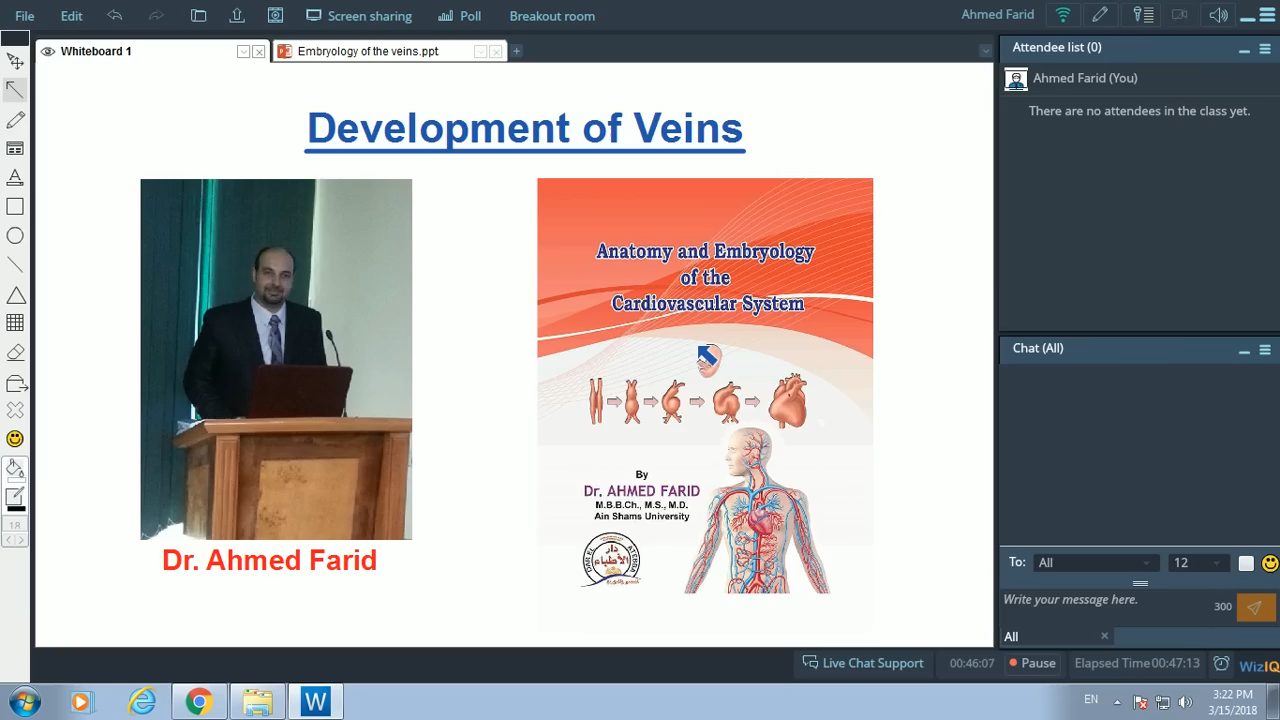 File Edit Screen sharing Poll Breakout room Ahmed Farid
Whiteboard 1 Embryology of the veins.ppt
Development of Veins
Dr. Ahmed Farid
Anatomy and Embryology
of the
Cardiovascular System
By
Dr. AHMED FARID
M.B.B.Ch., M.S., M.D.
Ain Shams University
دار
الأطباء
Attendee list (0)
Ahmed Farid (You)
There are no attendees in the class yet.
Chat (All)
To: All 12
Write your message here. 300
All
Live Chat Support 00:46:07 Pause Elapsed Time 00:47:13 WizIQ
EN 3:22 PM
3/15/2018